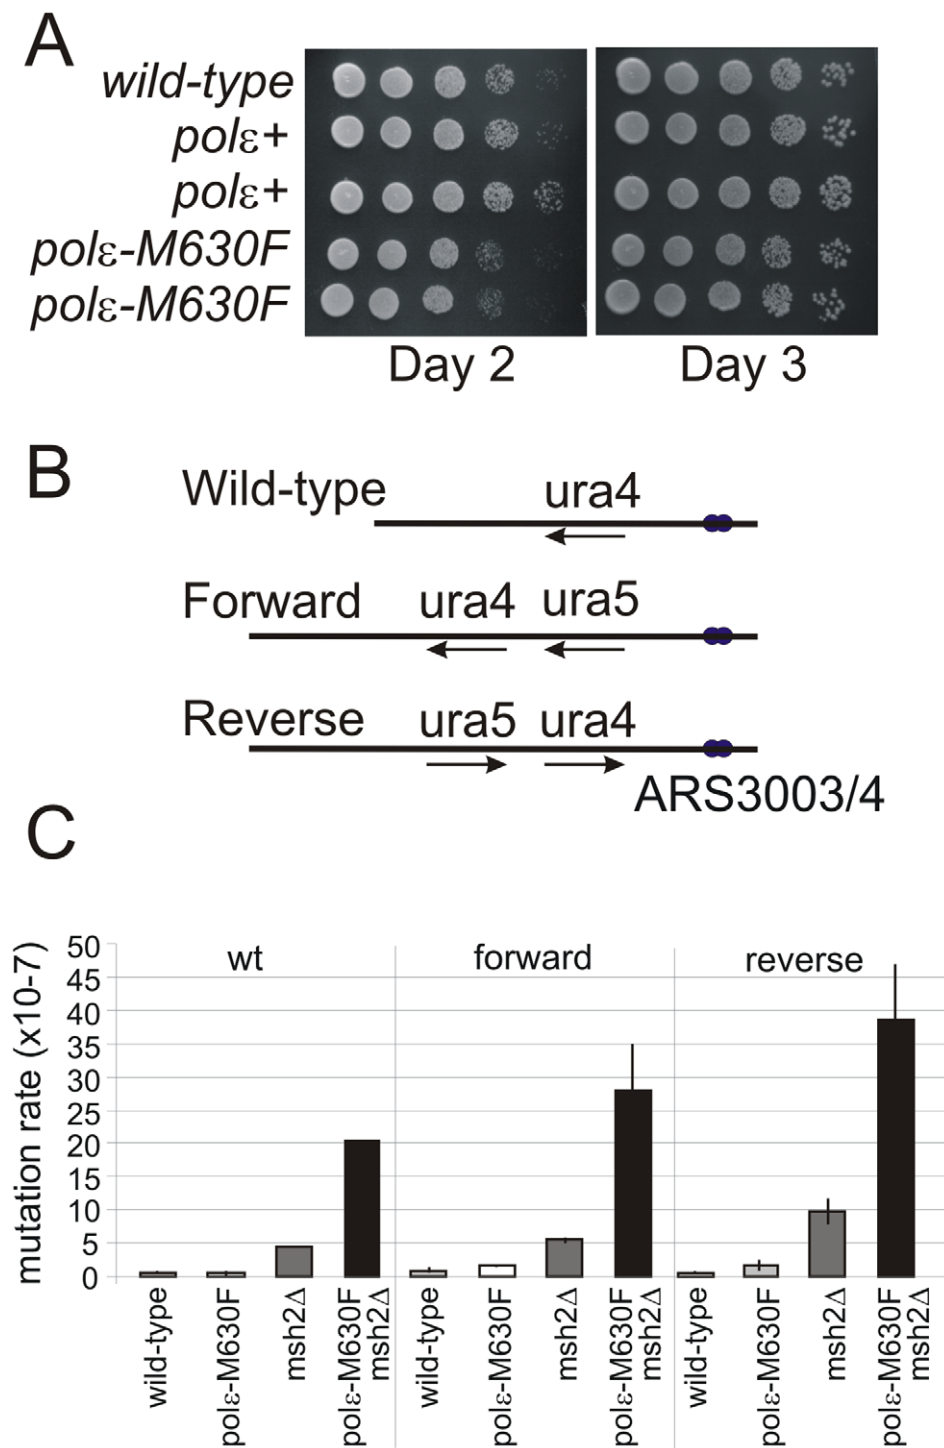 A
wild-type
polε+
polε+
polε-M630F
polε-M630F
Day 2 Day 3
B
Wild-type ura4
Forward ura4 ura5
Reverse ura5 ura4
ARS3003/4
C
mutation rate (x10-7)
50
45
40
35
30
25
20
15
10
5
0
wt forward reverse
wild-type
polε-M630F
msh2Δ
polε-M630F
msh2Δ
wild-type
polε-M630F
msh2Δ
polε-M630F
msh2Δ
wild-type
polε-M630F
msh2Δ
polε-M630F
msh2Δ